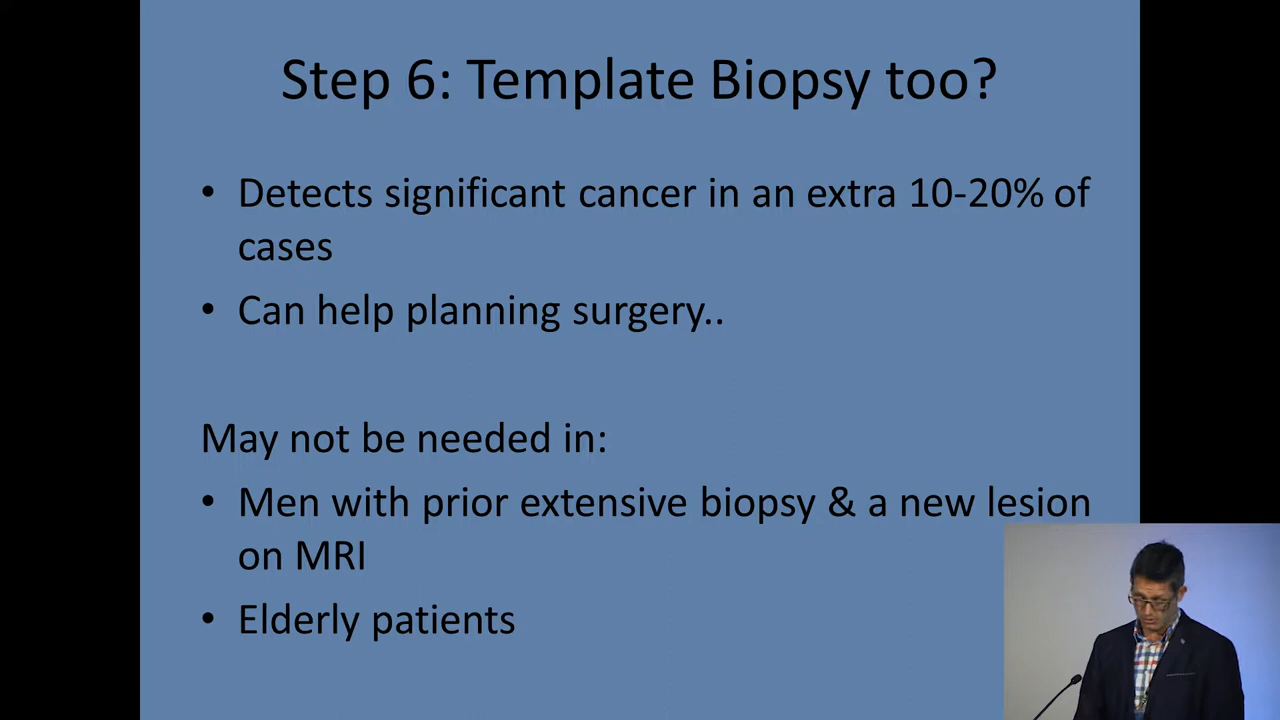 Step 6: Template Biopsy too?
• Detects significant cancer in an extra 10-20% of
cases
• Can help planning surgery..
May not be needed in:
• Men with prior extensive biopsy & a new lesion
on MRI
• Elderly patients